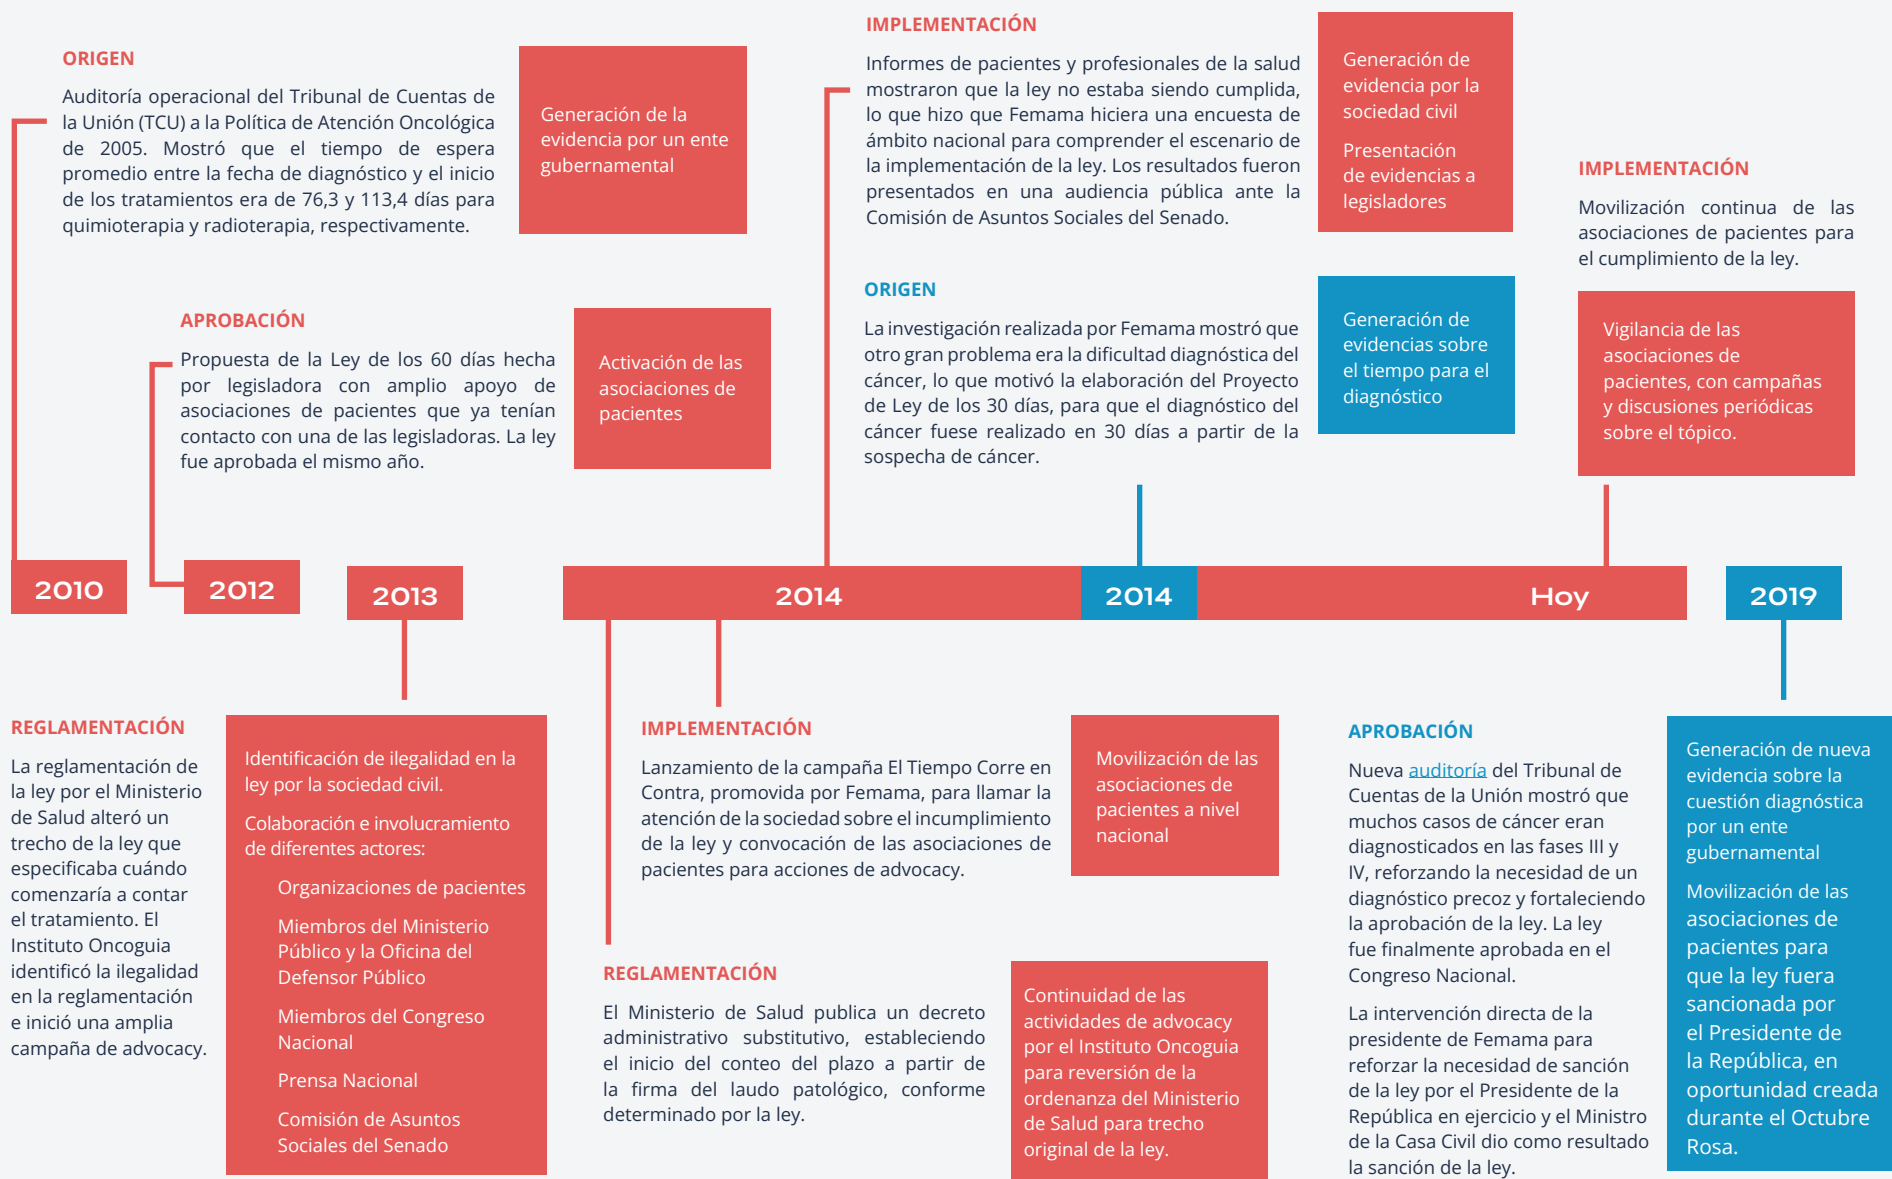 ORIGEN
Auditoría operacional del Tribunal de Cuentas de
la Unión (TCU) a la Política de Atención Oncológica
de 2005. Mostró que el tiempo de espera
promedio entre la fecha de diagnóstico y el inicio
de los tratamientos era de 76,3 y 113,4 días para
quimioterapia y radioterapia, respectivamente.
Generación de la
evidencia por un ente
gubernamental
APROBACIÓN
Propuesta de la Ley de los 60 días hecha
por legisladora con amplio apoyo de
asociaciones de pacientes que ya tenían
contacto con una de las legisladoras. La ley
fue aprobada el mismo año.
Activación de las
asociaciones de
pacientes
IMPLEMENTACIÓN
Informes de pacientes y profesionales de la salud
mostraron que la ley no estaba siendo cumplida,
lo que hizo que Femama hiciera una encuesta de
ámbito nacional para comprender el escenario de
la implementación de la ley. Los resultados fueron
presentados en una audiencia pública ante la
Comisión de Asuntos Sociales del Senado.
Generación de
evidencia por la
sociedad civil
Presentación
de evidencias a
legisladores
ORIGEN
La investigación realizada por Femama mostró que
otro gran problema era la dificultad diagnóstica del
cáncer, lo que motivó la elaboración del Proyecto
de Ley de los 30 días, para que el diagnóstico del
cáncer fuese realizado en 30 días a partir de la
sospecha de cáncer.
Generación de
evidencias sobre
el tiempo para el
diagnóstico
IMPLEMENTACIÓN
Movilización continua de las
asociaciones de pacientes para
el cumplimiento de la ley.
Vigilancia de las
asociaciones de
pacientes, con campañas
y discusiones periódicas
sobre el tópico.
2010
2012
2013
2014
2014
Hoy
2019
REGLAMENTACIÓN
La reglamentación de
la ley por el Ministerio
de Salud alteró un
trecho de la ley que
especificaba cuándo
comenzaría a contar
el tratamiento. El
Instituto Oncoguia
identificó la ilegalidad
en la reglamentación
e inició una amplia
campaña de advocacy.
Identificación de ilegalidad en la
ley por la sociedad civil.
Colaboración e involucramiento
de diferentes actores:
Organizaciones de pacientes
Miembros del Ministerio
Público y la Oficina del
Defensor Público
Miembros del Congreso
Nacional
Prensa Nacional
Comisión de Asuntos
Sociales del Senado
IMPLEMENTACIÓN
Lanzamiento de la campaña El Tiempo Corre en
Contra, promovida por Femama, para llamar la
atención de la sociedad sobre el incumplimiento
de la ley y convocación de las asociaciones de
pacientes para acciones de advocacy.
Movilización de las
asociaciones de
pacientes a nivel
nacional
REGLAMENTACIÓN
El Ministerio de Salud publica un decreto
administrativo substitutivo, estableciendo
el inicio del conteo del plazo a partir de
la firma del laudo patológico, conforme
determinado por la ley.
Continuidad de las
actividades de advocacy
por el Instituto Oncoguia
para reversión de la
ordenanza del Ministerio
de Salud para trecho
original de la ley.
APROBACIÓN
Nueva auditoría del Tribunal de
Cuentas de la Unión mostró que
muchos casos de cáncer eran
diagnosticados en las fases III y
IV, reforzando la necesidad de un
diagnóstico precoz y fortaleciendo
la aprobación de la ley. La ley
fue finalmente aprobada en el
Congreso Nacional.
La intervención directa de la
presidente de Femama para
reforzar la necesidad de sanción
de la ley por el Presidente de la
República en ejercicio y el Ministro
de la Casa Civil dio como resultado
la sanción de la ley.
Generación de nueva
evidencia sobre la
cuestión diagnóstica
por un ente
gubernamental
Movilización de las
asociaciones de
pacientes para
que la ley fuera
sancionada por
el Presidente de
la República, en
oportunidad creada
durante el Octubre
Rosa.